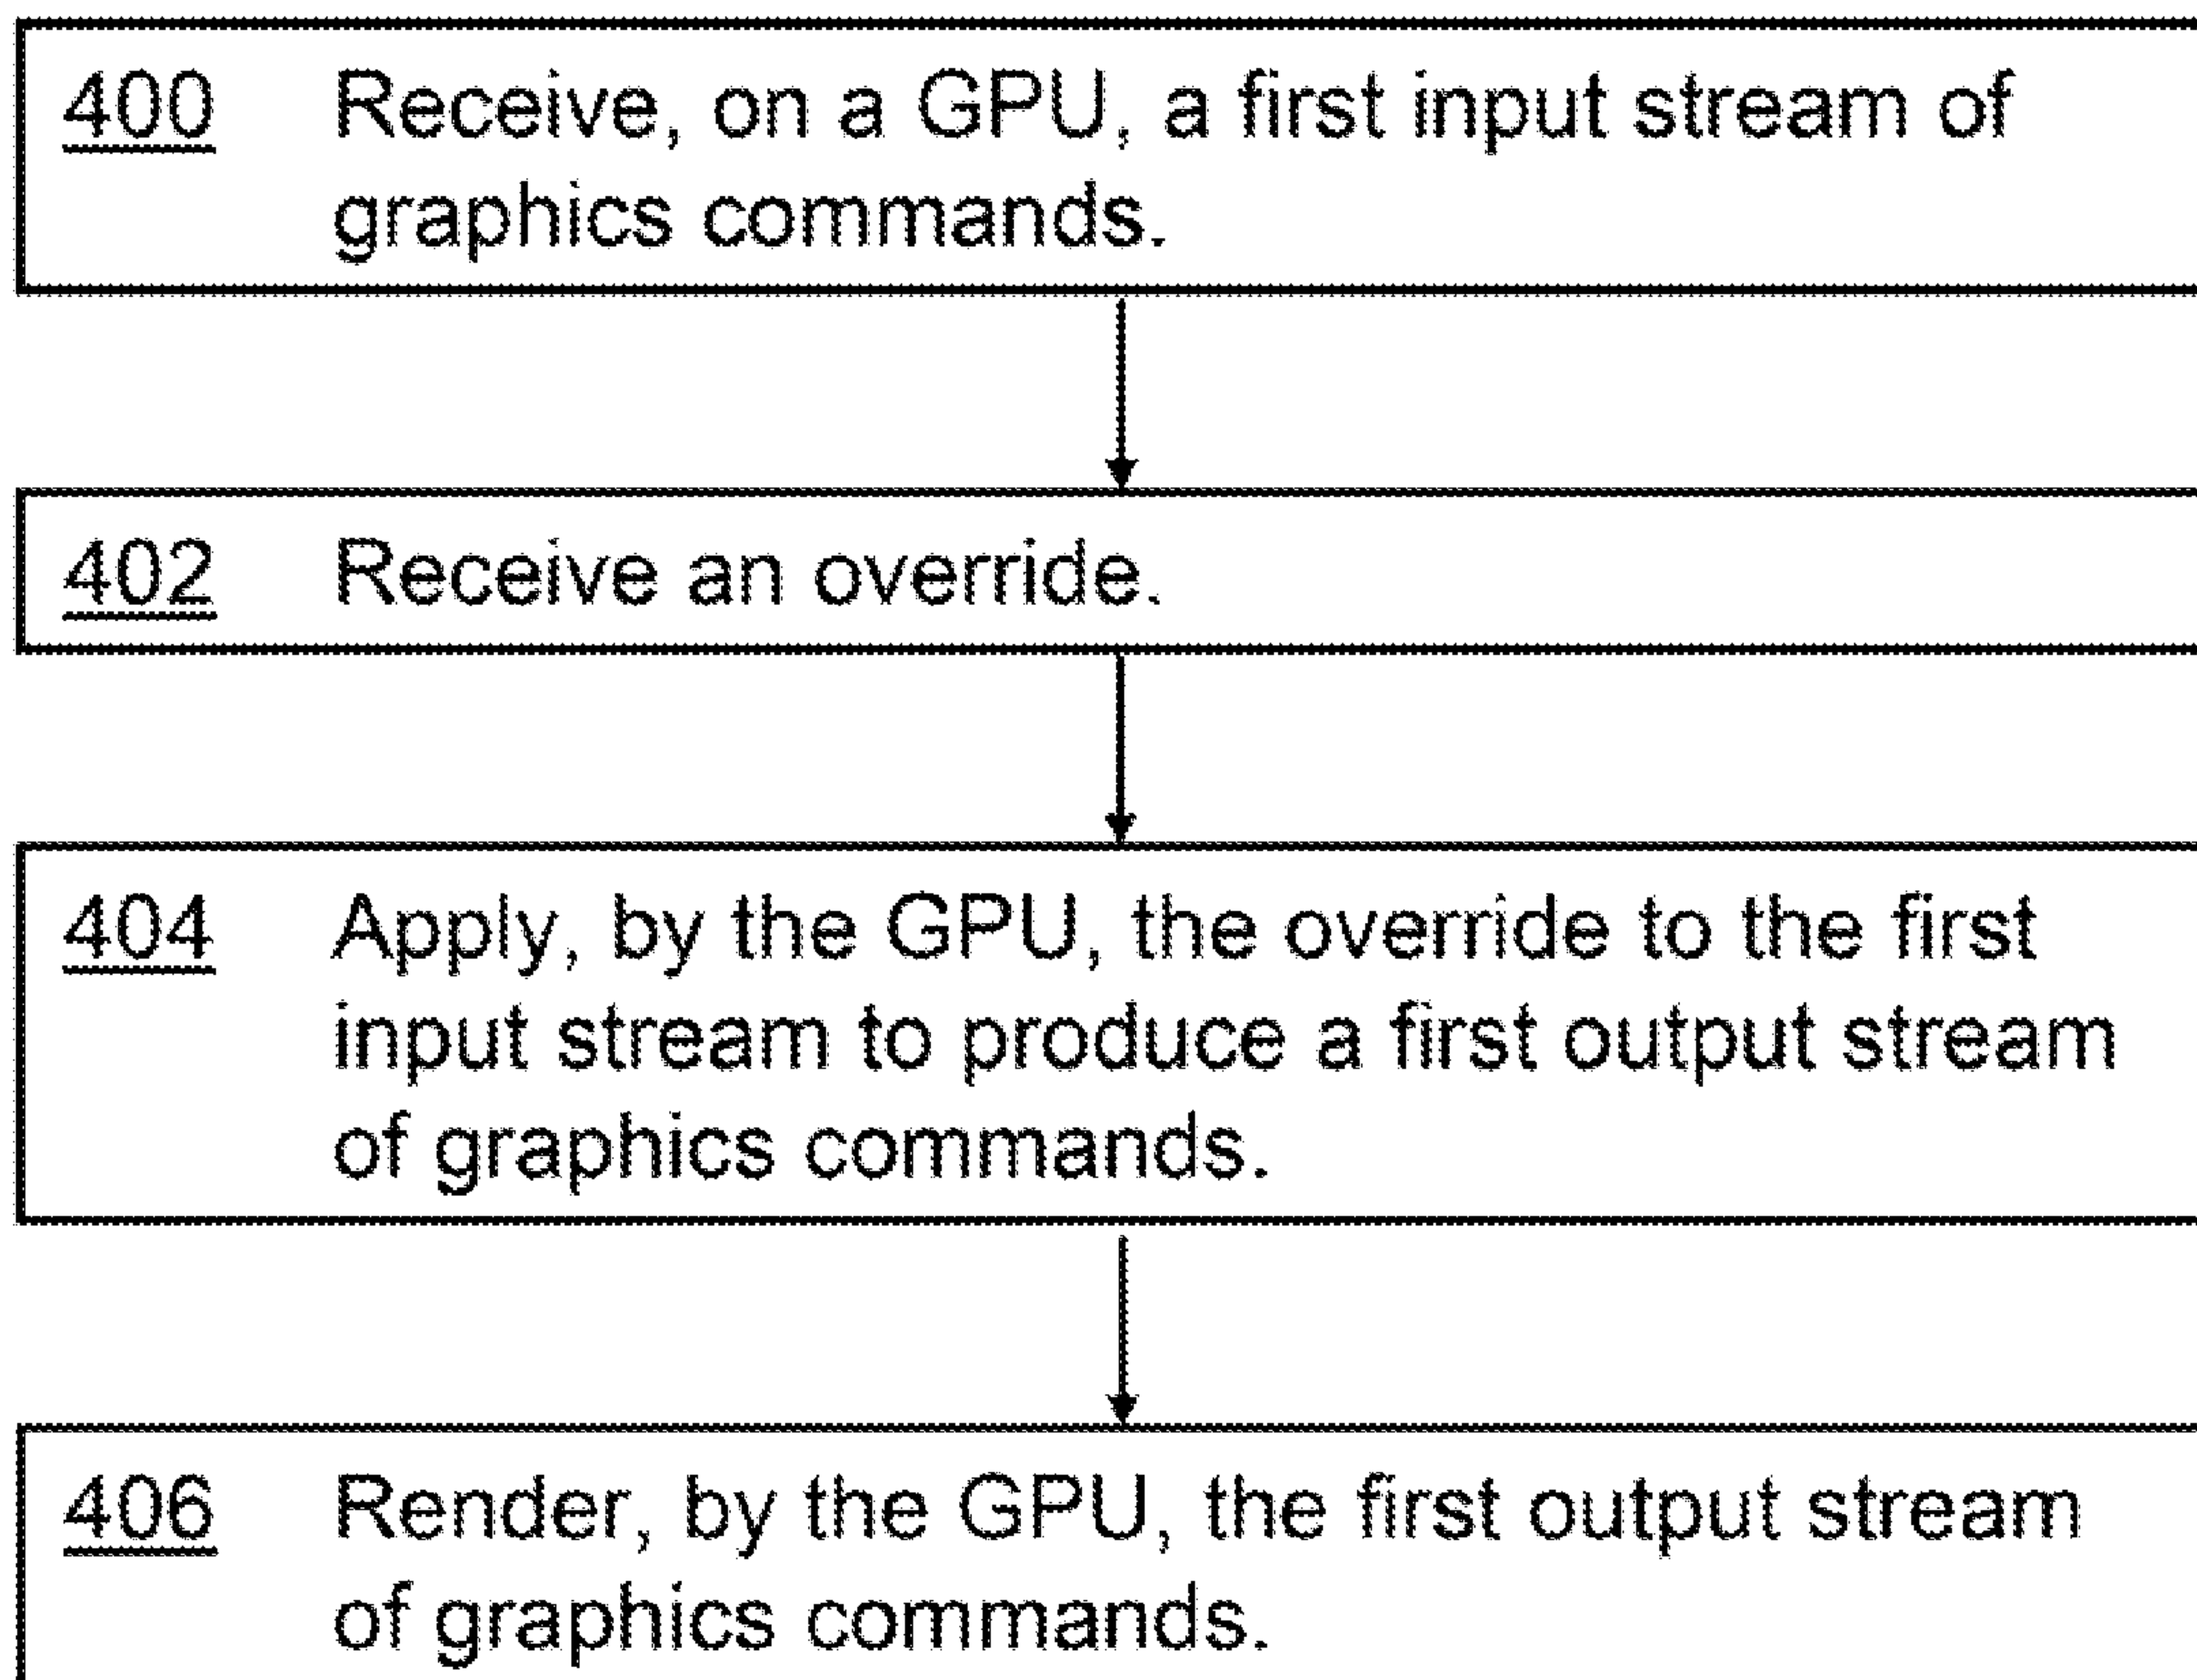 400 Receive, on a GPU, a first input stream of
graphics commands.
402 Receive an override.
404 Apply, by the GPU, the override to the first
input stream to produce a first output stream
of graphics commands.
406 Render, by the GPU, the first output stream
of graphics commands.